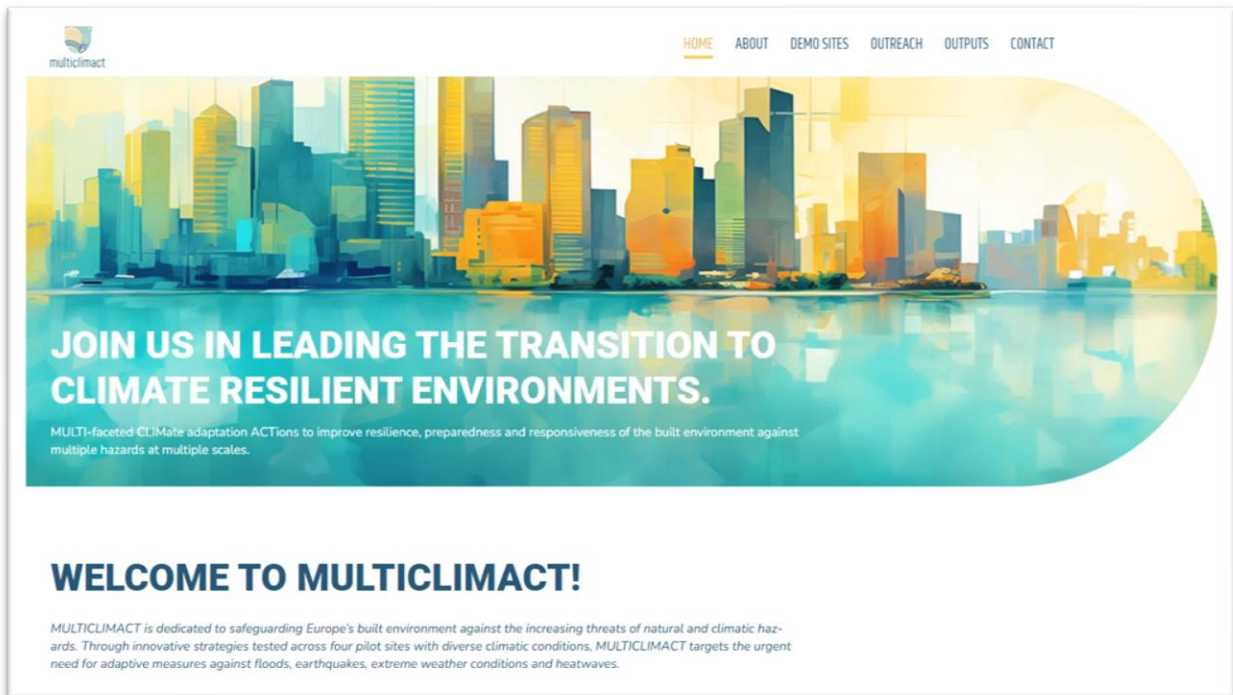 multiclimact
HOME ABOUT DEMO SITES OUTREACH OUTPUTS CONTACT
JOIN US IN LEADING THE TRANSITION TO
CLIMATE RESILIENT ENVIRONMENTS.
MULTI-faceted CLIMate adaptation ACTions to improve resilience, preparedness and responsiveness of the built environment against
multiple hazards at multiple scales.
WELCOME TO MULTICLIMACT!
MULTICLIMACT is dedicated to safeguarding Europe's built environment against the increasing threats of natural and climatic haz-
ards. Through innovative strategies tested across four pilot sites with diverse climatic conditions, MULTICLIMACT targets the urgent
need for adaptive measures against floods, earthquakes, extreme weather conditions and heatwaves.